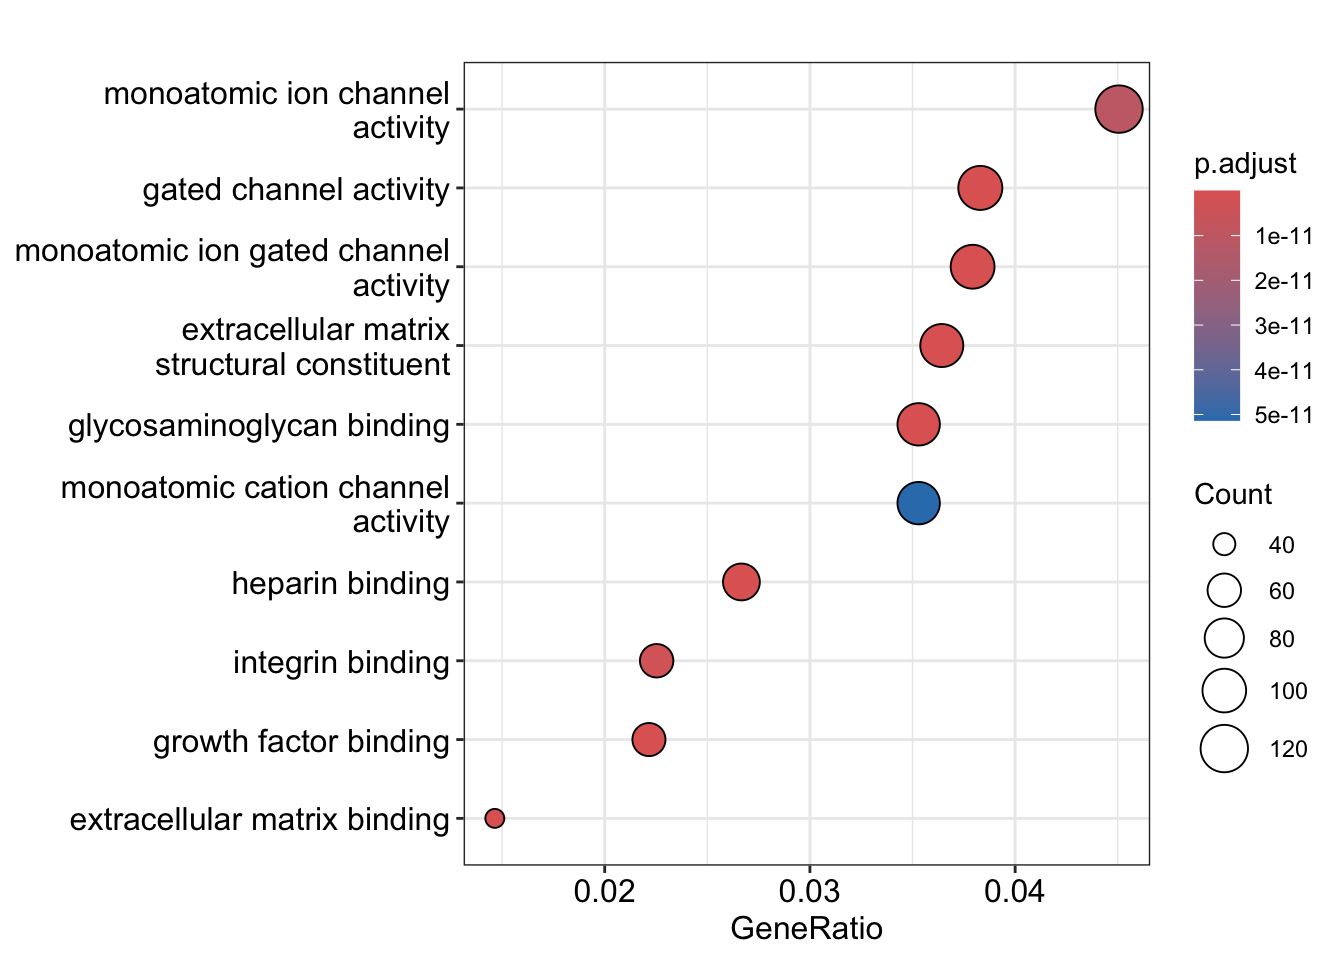 monoatomic ion channel
activity
gated channel activity
monoatomic ion gated channel
activity
extracellular matrix
structural constituent
glycosaminoglycan binding
monoatomic cation channel
activity
heparin binding
integrin binding
growth factor binding
extracellular matrix binding
0.02 0.03 0.04
GeneRatio
p.adjust
1e-11
2e-11
3e-11
4e-11
5e-11
Count
40
60
80
100
120